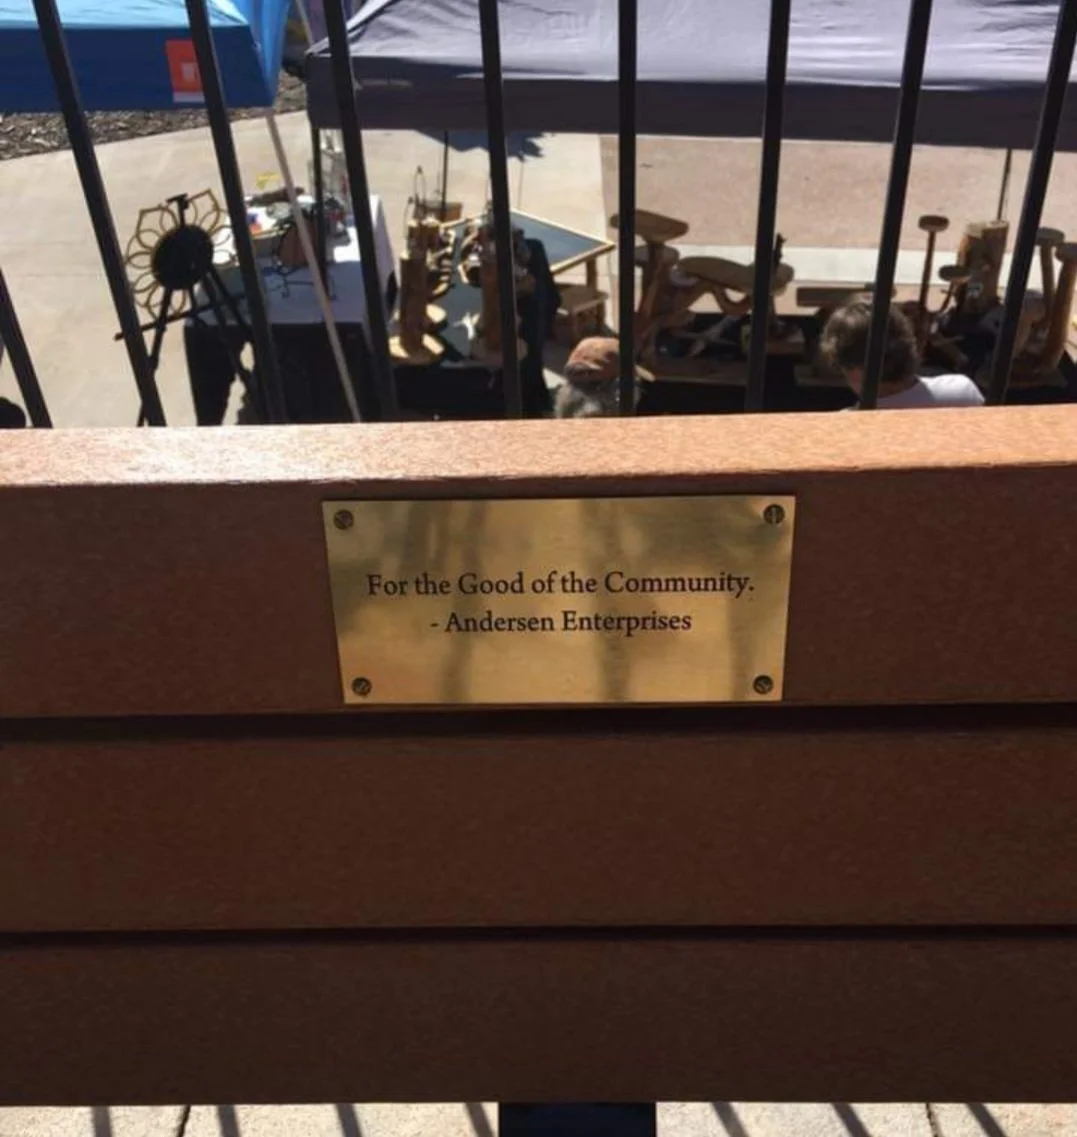 For the Good of the Community.
- Andersen Enterprises